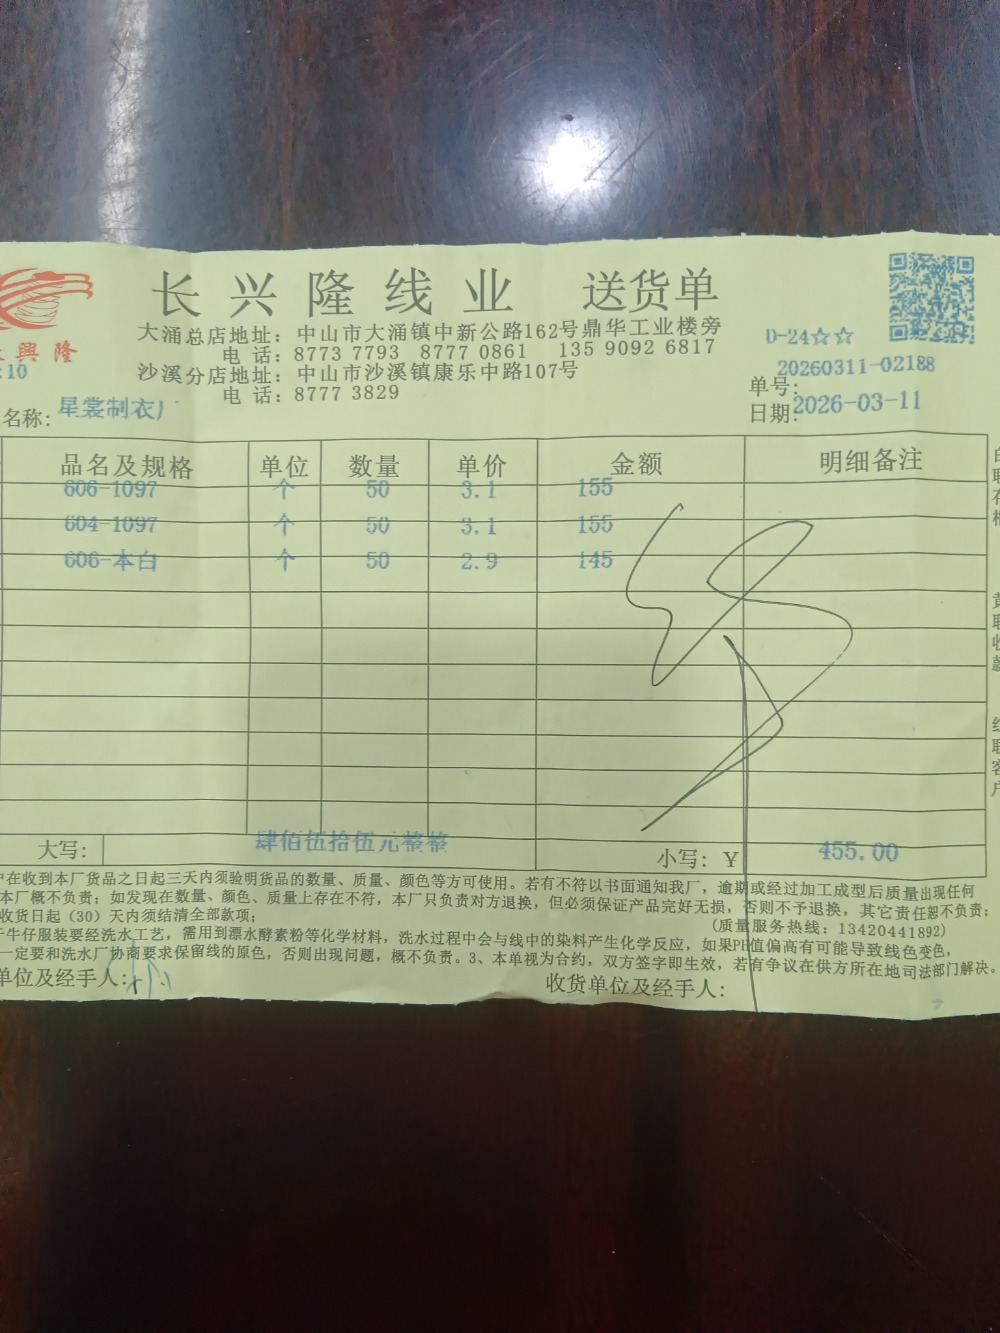 长兴隆线业 送货单
大涌总店地址：中山市大涌镇中新公路162号鼎华工业楼旁
电 话：8773 7793 8777 0861 135 9092 6817
沙溪分店地址：中山市沙溪镇康乐中路107号
电 话：8777 3829
興隆
:10
D-24☆☆
单号：20260311-02188
日期：2026-03-11
名称：星裳制衣厂
品名及规格 单位 数量 单价 金额 明细备注
606-1097 个 50 3.1 155
604-1097 个 50 3.1 155
606-本白 个 50 2.9 145
大写：肆佰伍拾伍元整整 小写：¥ 455.00
户在收到本厂货品之日起三天内须验明货品的数量、质量、颜色等方可使用。若有不符以书面通知我厂，逾期或经过加工成型后质量出现任何
本厂概不负责；如发现在数量、颜色、质量上存在不符，本厂只负责对方退换，但必须保证产品完好无损，否则不予退换，其它责任恕不负责；
收货日起（30）天内须结清全部款项；
(质量服务热线：13420441892)
牛仔服装要经洗水工艺，需用到漂水酵素粉等化学材料，洗水过程中会与线中的染料产生化学反应，如果PH值偏高有可能导致线色变色，
一定要和洗水厂协商要求保留线的原色，否则出现问题，概不负责。3、本单视为合约，双方签字即生效，若有争议在供方所在地司法部门解决。
单位及经手人： 收货单位及经手人：